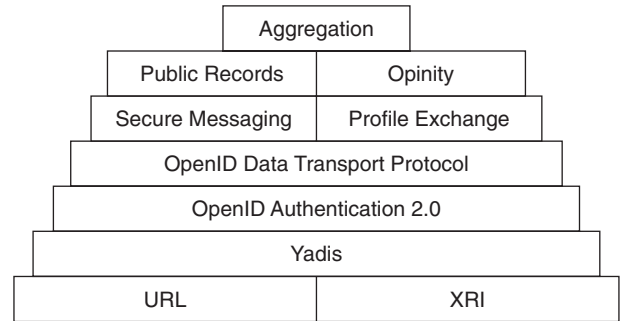 Aggregation
Public Records Opinity
Secure Messaging Profile Exchange
OpenID Data Transport Protocol
OpenID Authentication 2.0
Yadis
URL XRI